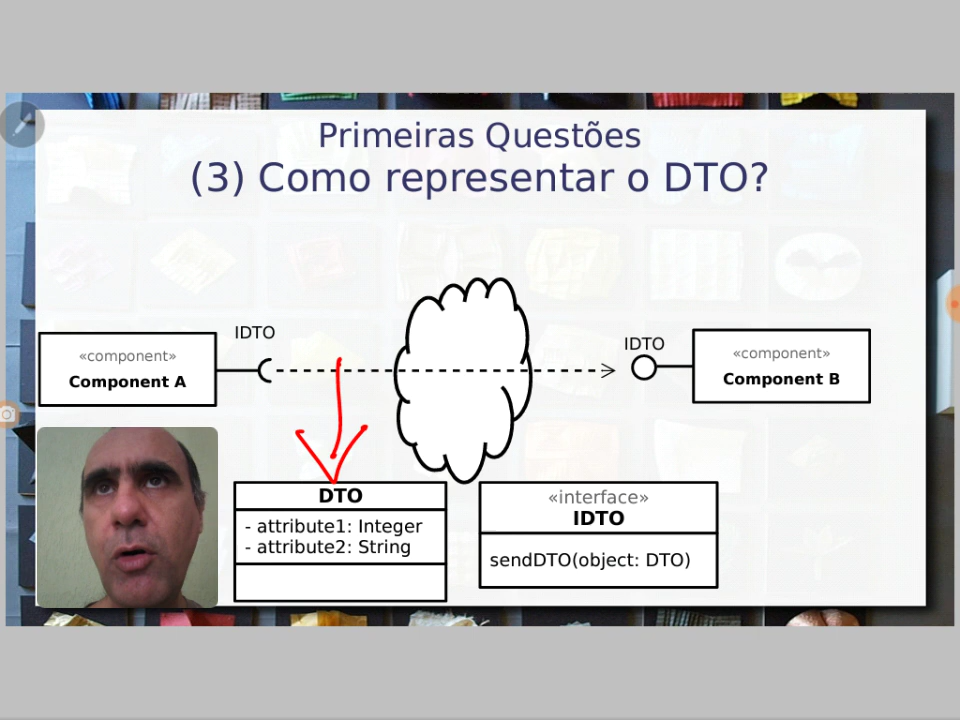 Primeiras Questões
(3) Como representar o DTO?
IDTO
IDTO
«component»
Component A
«component»
Component B
DTO
- attribute1: Integer
- attribute2: String
«interface»
IDTO
sendDTO(object: DTO)